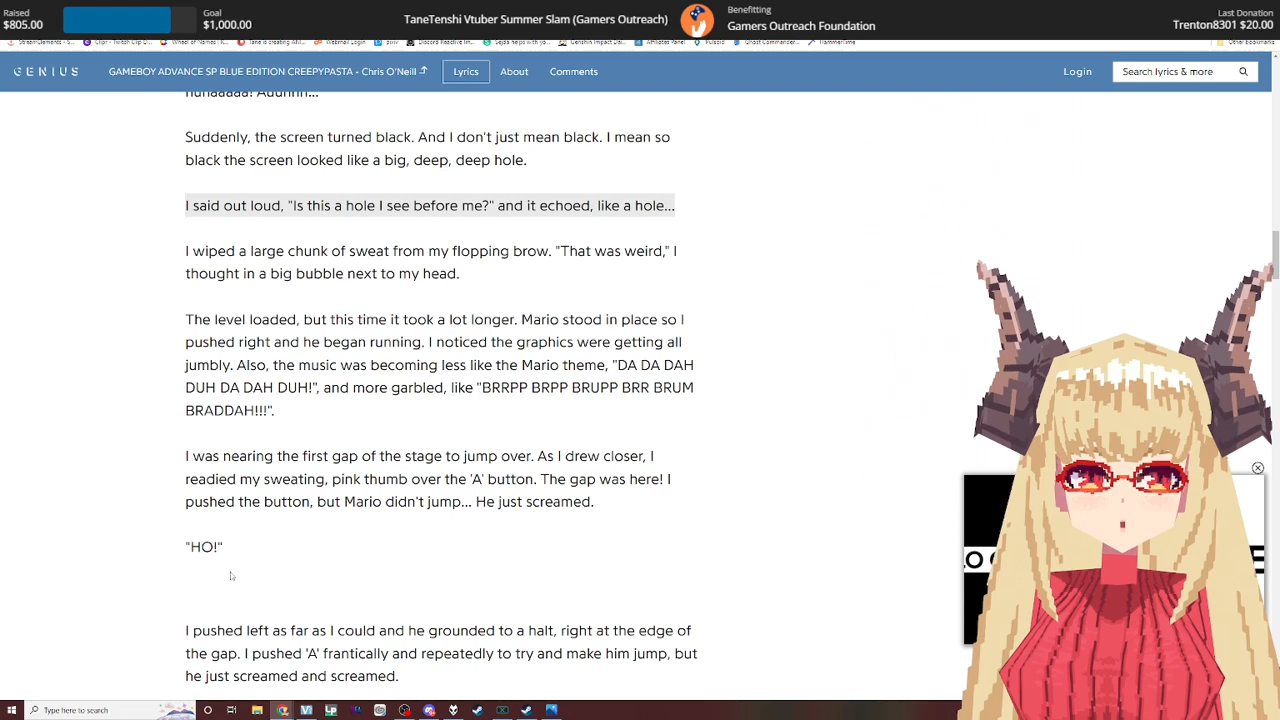 Raised
$805.00
Goal
$1,000.00
TaneTenshi Vtuber Summer Slam (Gamers Outreach)
Benefitting
Gamers Outreach Foundation
Last Donation
Trenton8301 $20.00
GENIUS
GAMEBOY ADVANCE SP BLUE EDITION CREEPYPASTA - Chris O'Neill
Lyrics
About
Comments
Login
Search lyrics & more
Suddenly, the screen turned black. And I don't just mean black. I mean so
black the screen looked like a big, deep, deep hole.
I said out loud, "Is this a hole I see before me?" and it echoed, like a hole...
I wiped a large chunk of sweat from my flopping brow. "That was weird," I
thought in a big bubble next to my head.
The level loaded, but this time it took a lot longer. Mario stood in place so I
pushed right and he began running. I noticed the graphics were getting all
jumbly. Also, the music was becoming less like the Mario theme, "DA DA DAH
DUH DA DAH DUH!", and more garbled, like "BRRPP BRPP BRUPP BRR BRUM
BRADDAH!!!".
I was nearing the first gap of the stage to jump over. As I drew closer, I
readied my sweating, pink thumb over the 'A' button. The gap was here! I
pushed the button, but Mario didn't jump... He just screamed.
"HO!"
I pushed left as far as I could and he grounded to a halt, right at the edge of
the gap. I pushed 'A' frantically and repeatedly to try and make him jump, but
he just screamed and screamed.
Type here to search